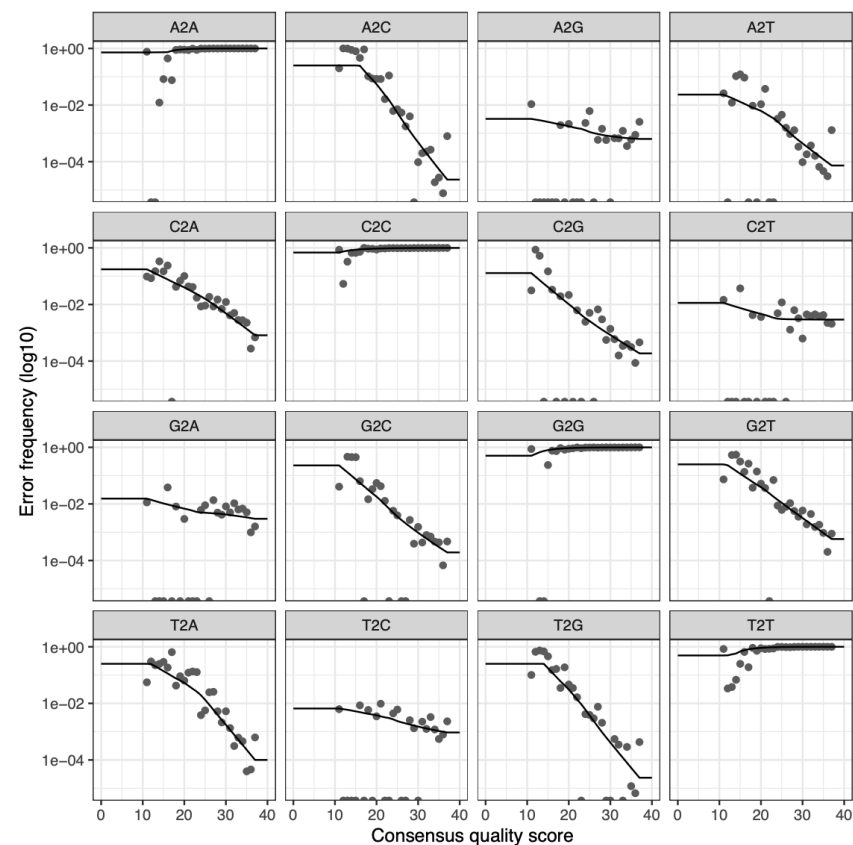 A2A A2C A2G A2T
1e+00
1e−02
1e−04
C2A C2C C2G C2T
1e+00
1e−02
1e−04
G2A G2C G2G G2T
1e+00
1e−02
1e−04
T2A T2C T2G T2T
1e+00
1e−02
1e−04
0 10 20 30 40 0 10 20 30 40 0 10 20 30 40 0 10 20 30 40
Consensus quality score
Error frequency (log10)